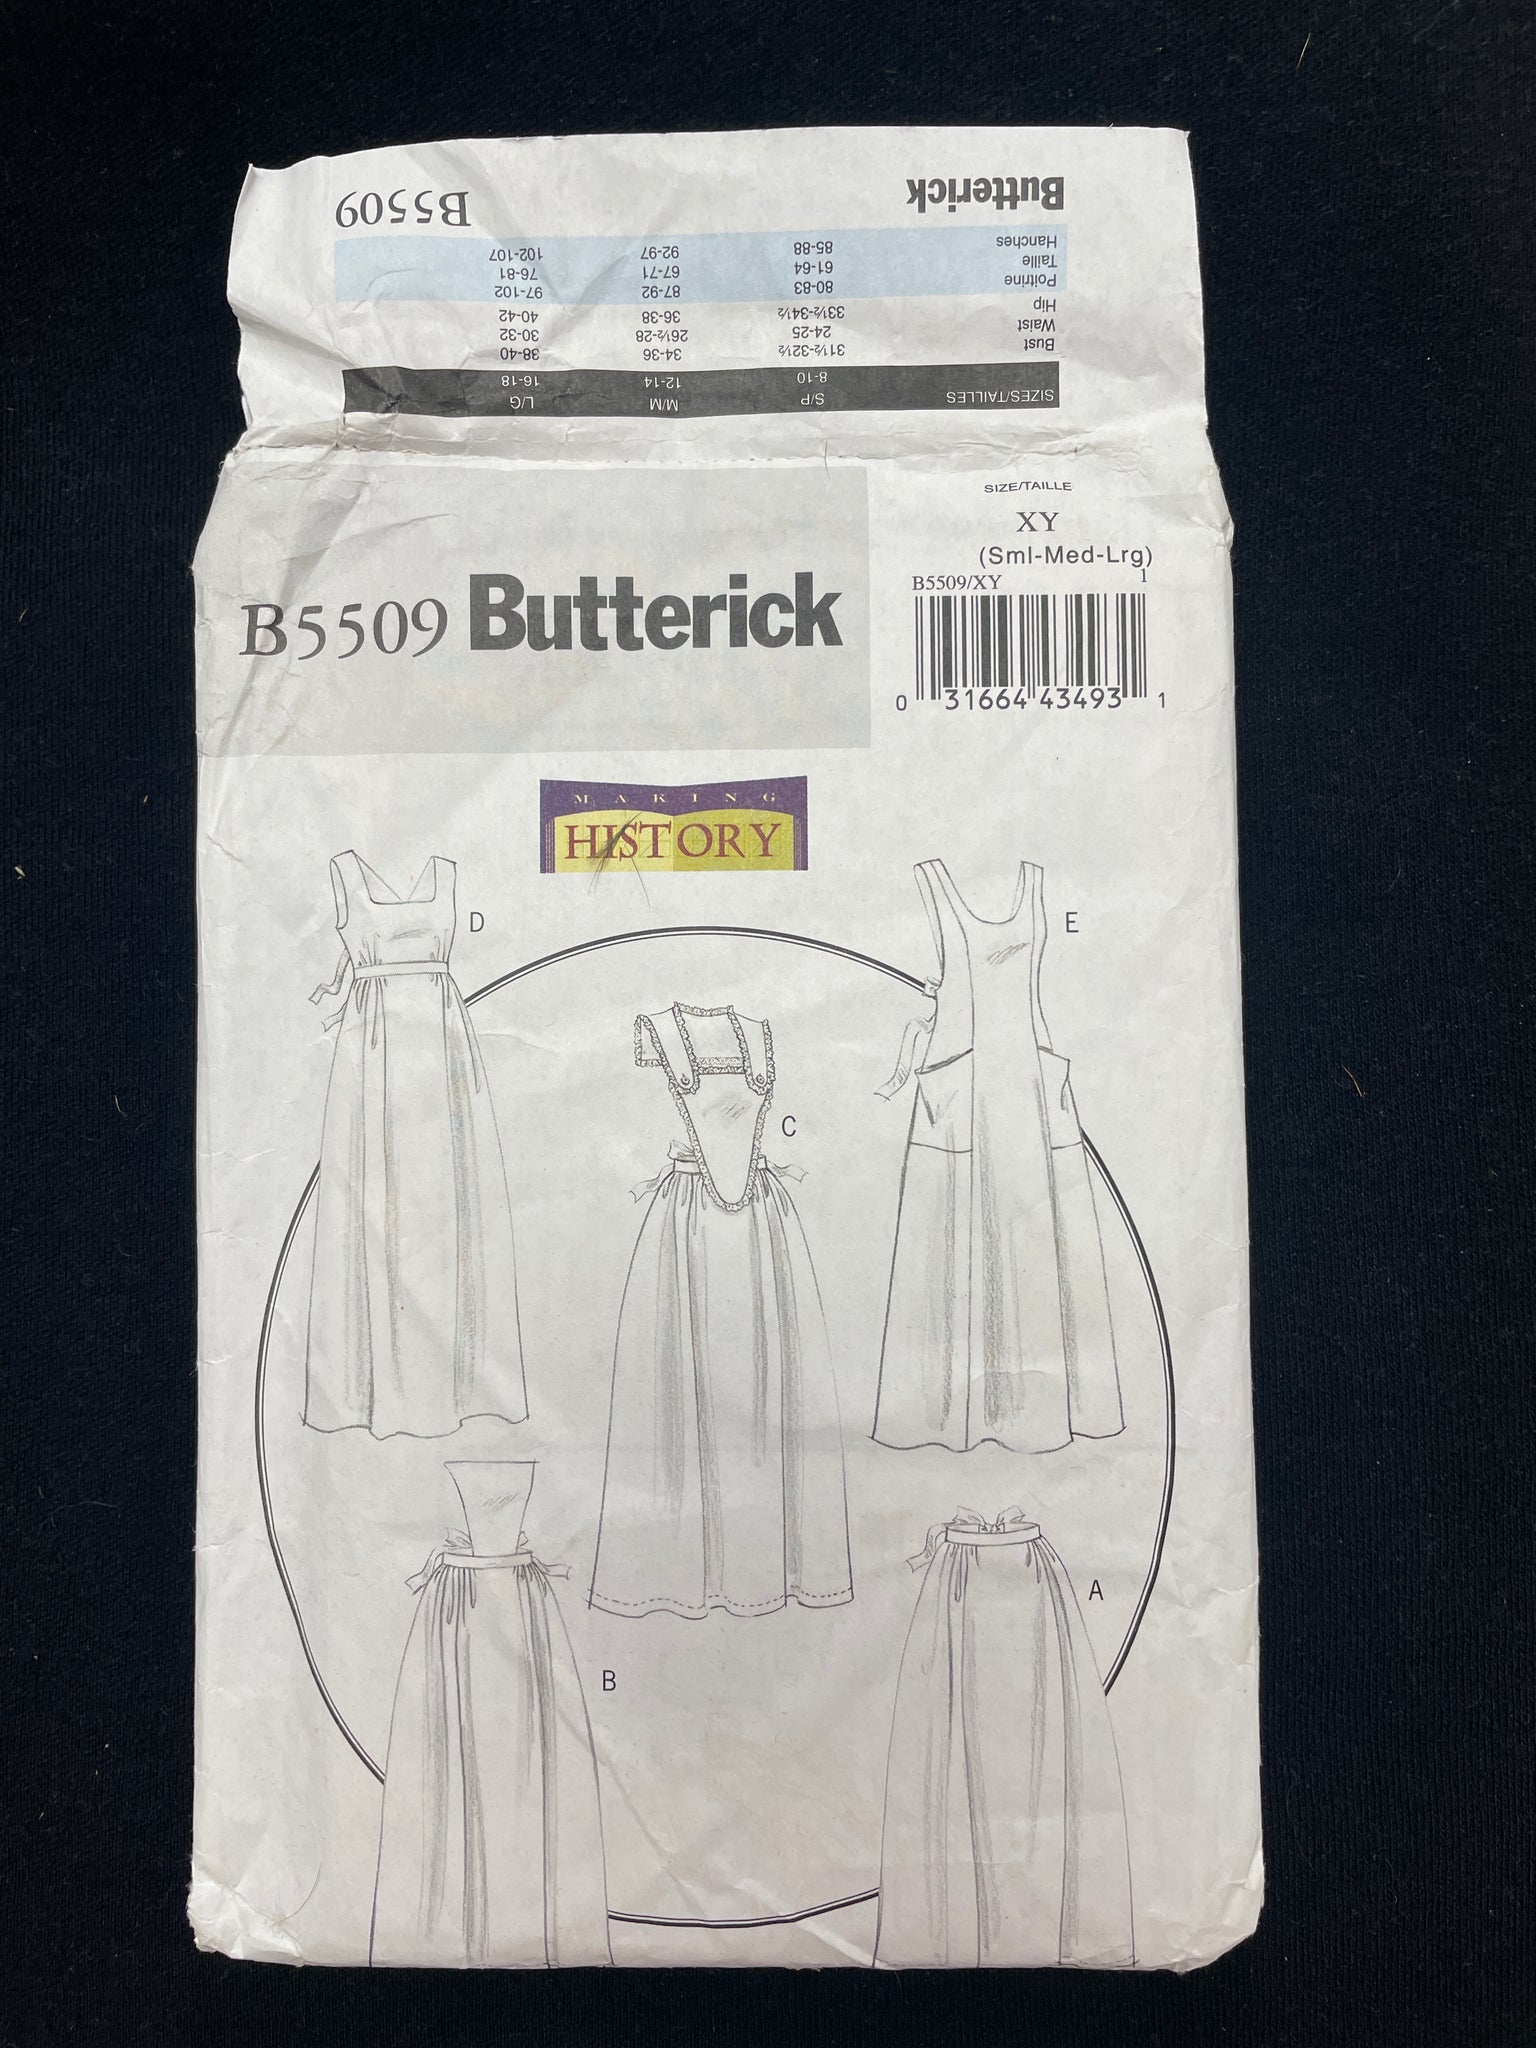 Butterick B5509
SIZES/TAILLES S/P M/M L/G
8-10 12-14 16-18
Bust 31½-32½ 34-36 38-40
Waist 24-25 26½-28 30-32
Hip 33½-34½ 36-38 40-42
Poitrine 80-83 87-92 97-102
Taille 61-64 67-71 76-81
Hanches 85-88 92-97 102-107
SIZE/TAILLE
XY
(Sml-Med-Lrg)
B5509/XY 1
0 31664 43493 1
B5509 Butterick
MAKING
HISTORY
D
E
C
A
B